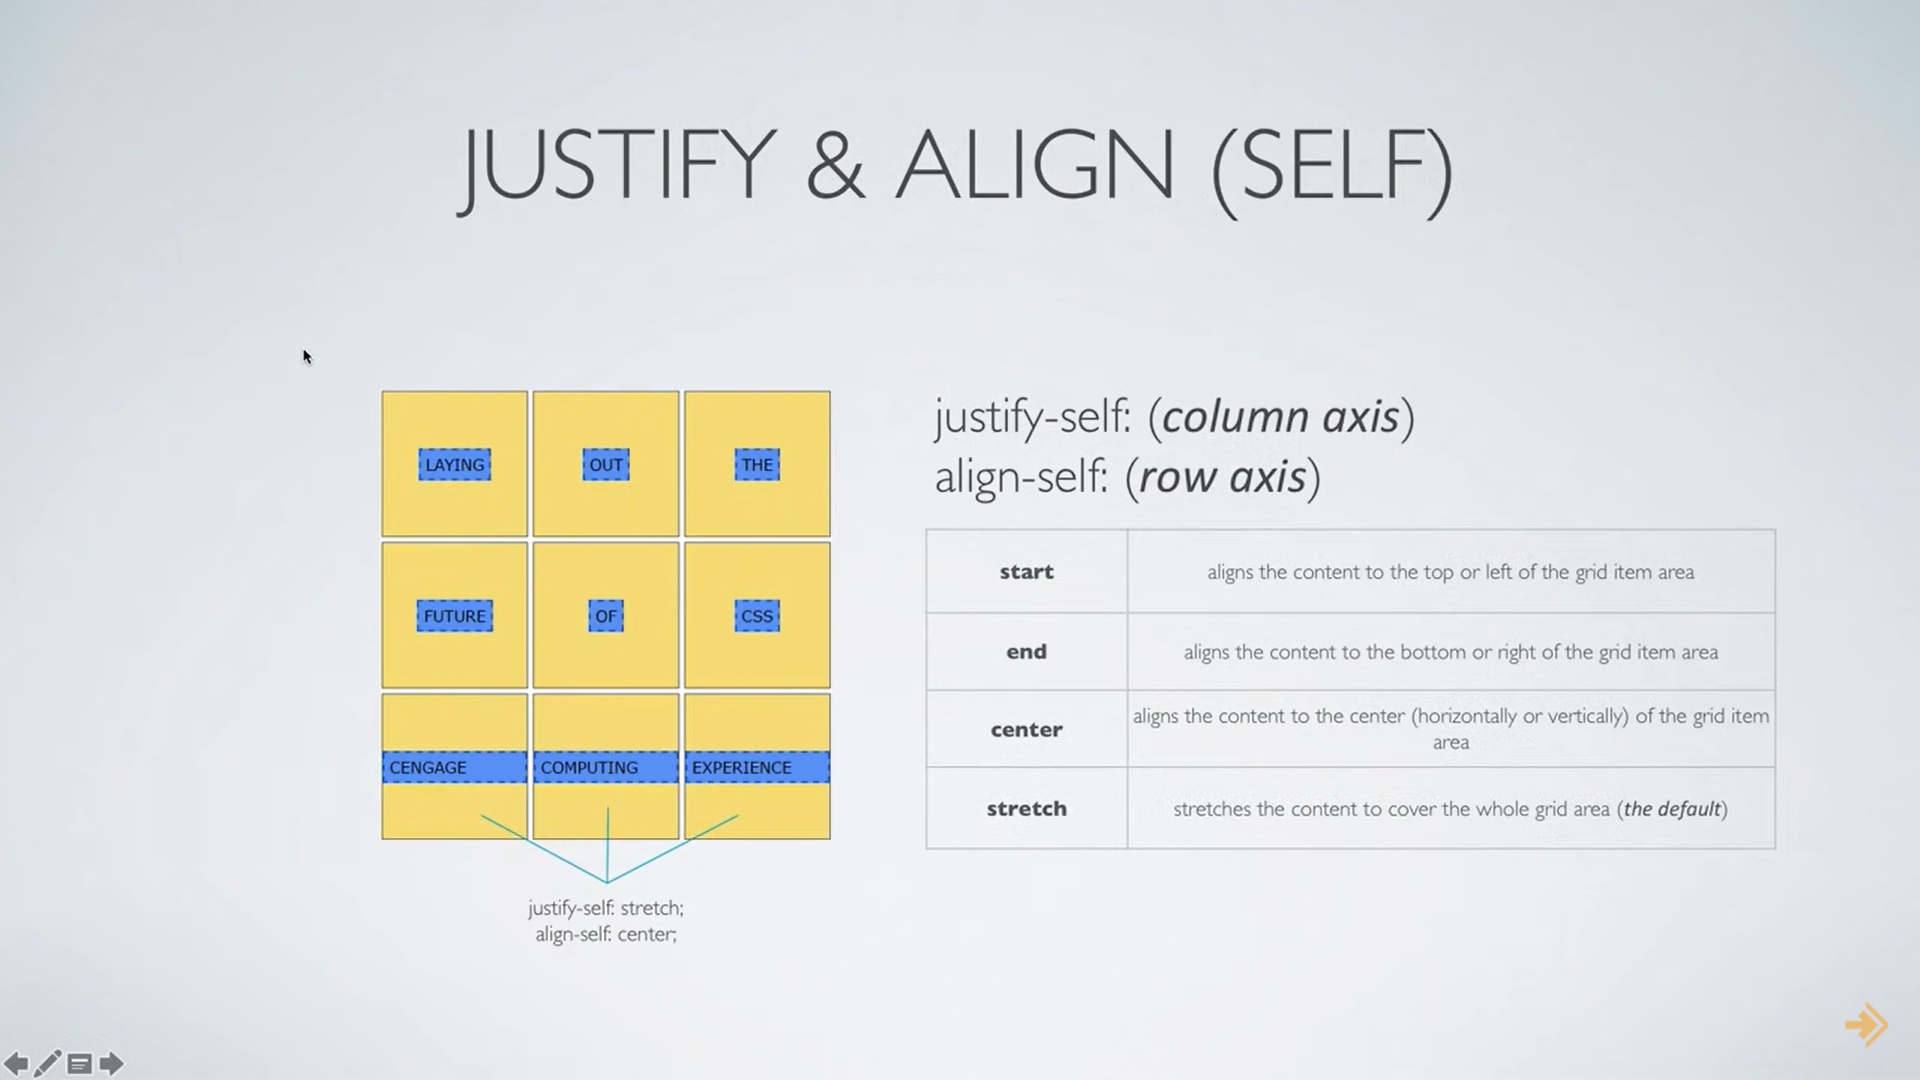 JUSTIFY & ALIGN (SELF)
LAYING OUT THE
FUTURE OF CSS
CENGAGE COMPUTING EXPERIENCE
justify-self: stretch;
align-self: center;
justify-self: (column axis)
align-self: (row axis)
start aligns the content to the top or left of the grid item area
end aligns the content to the bottom or right of the grid item area
center aligns the content to the center (horizontally or vertically) of the grid item
area
stretch stretches the content to cover the whole grid area (the default)